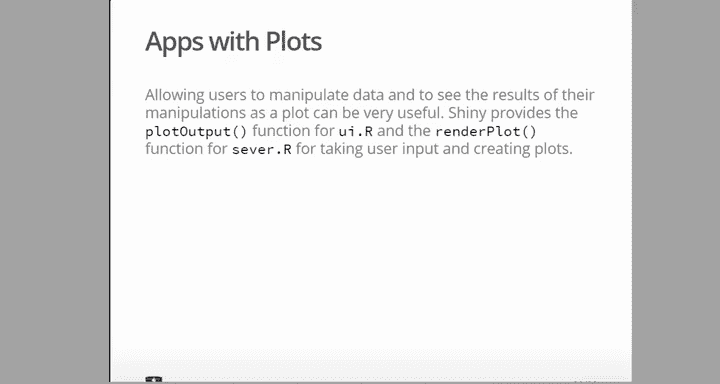 Apps with Plots
Allowing users to manipulate data and to see the results of their
manipulations as a plot can be very useful. Shiny provides the
plotOutput() function for ui.R and the renderPlot()
function for sever.R for taking user input and creating plots.